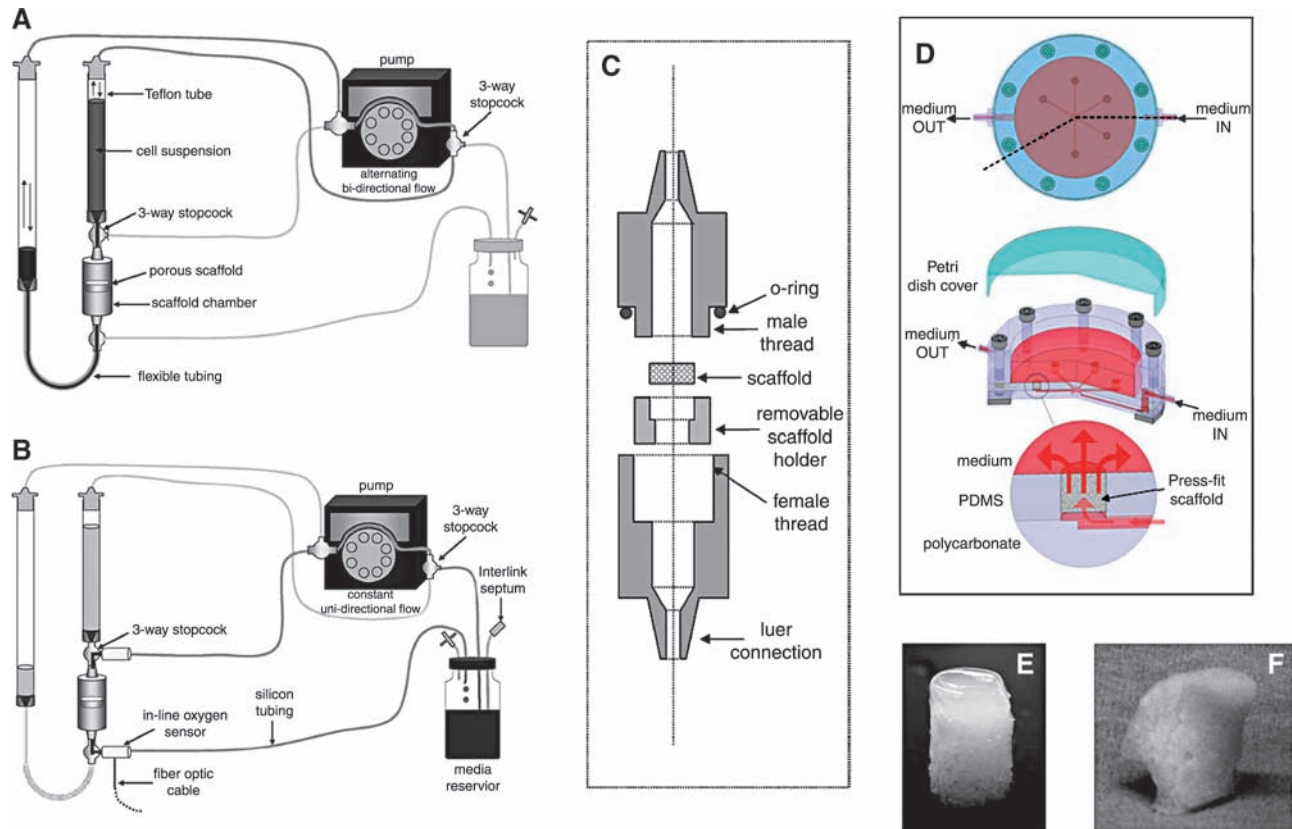 A
pump
3-way
stopcock
Teflon tube
cell suspension
alternating
bi-directional flow
3-way stopcock
porous scaffold
scaffold chamber
flexible tubing
B
pump
3-way
stopcock
constant
uni-directional flow
Interlink
septum
3-way stopcock
silicon
tubing
in-line oxygen
sensor
fiber optic
cable
media
reservior
C
o-ring
male
thread
scaffold
removable
scaffold
holder
female
thread
luer
connection
D
medium
OUT
medium
IN
Petri
dish cover
medium
OUT
medium
IN
medium
PDMS
Press-fit
scaffold
polycarbonate
E
F